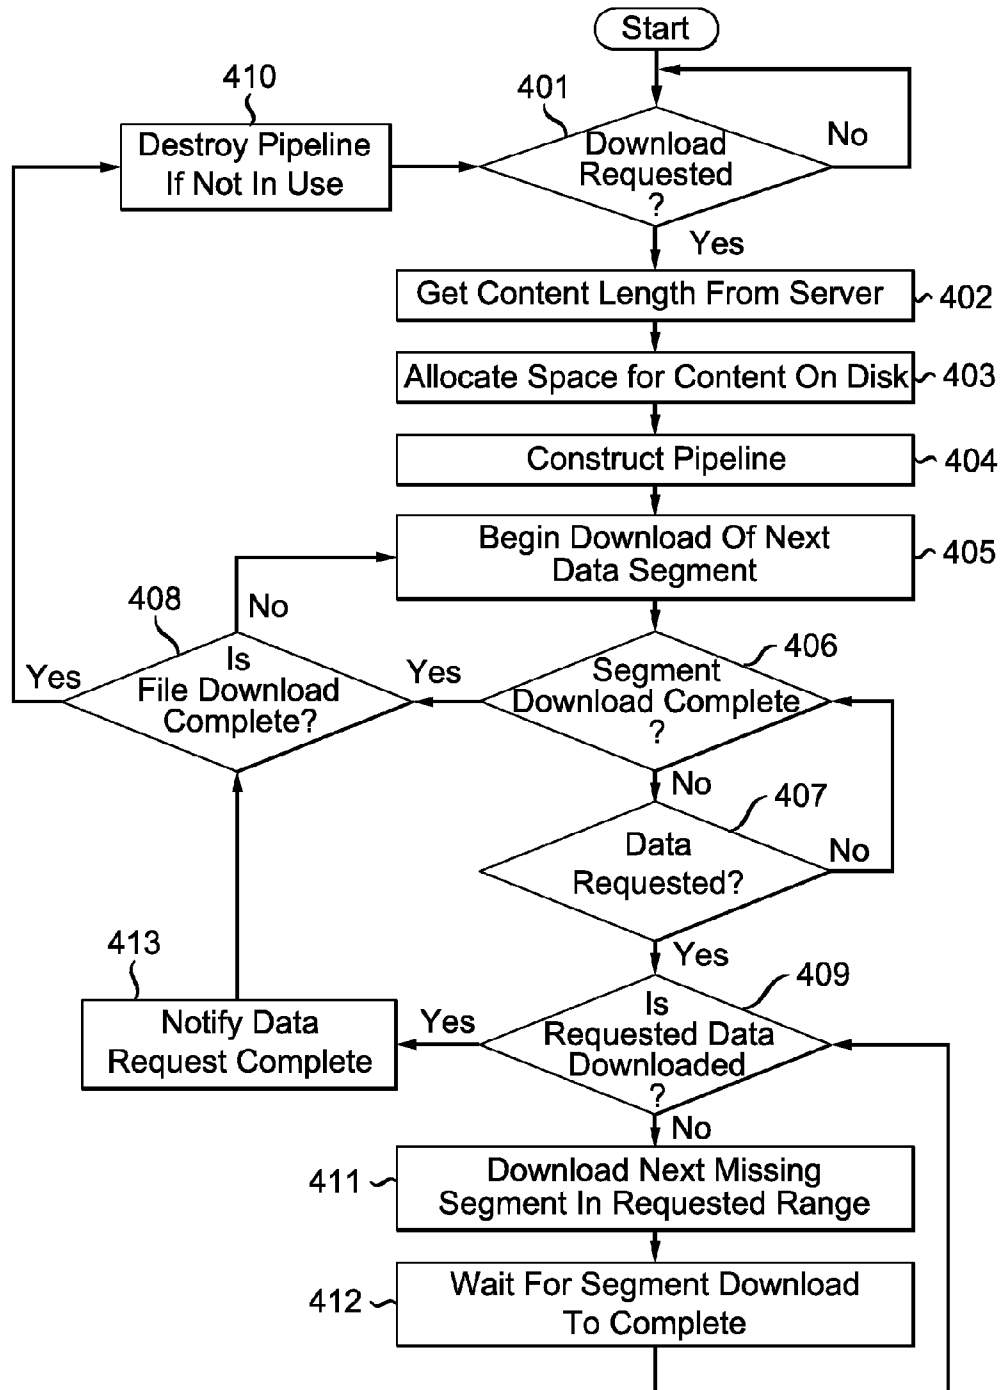 Start
410
401
Destroy Pipeline
If Not In Use
Download
Requested
?
No
Yes
Get Content Length From Server
402
Allocate Space for Content On Disk
403
Construct Pipeline
404
Begin Download Of Next
Data Segment
405
408
No
Yes
Is
File Download
Complete?
Yes
Segment
Download Complete
?
406
No
407
Data
Requested?
No
Yes
413
409
Notify Data
Request Complete
Yes
Is
Requested Data
Downloaded
?
No
411
Download Next Missing
Segment In Requested Range
412
Wait For Segment Download
To Complete